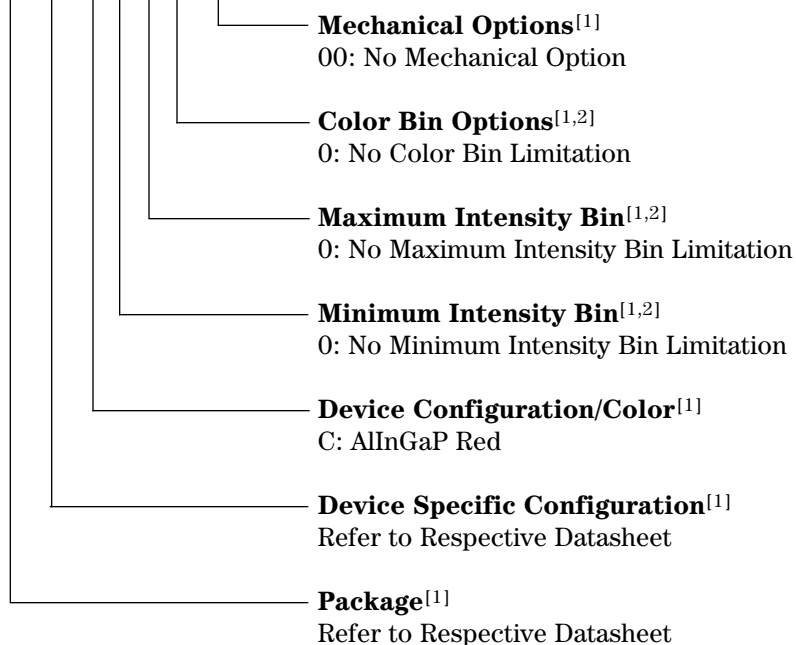 Mechanical Options[1]
00: No Mechanical Option
Color Bin Options[1,2]
0: No Color Bin Limitation
Maximum Intensity Bin[1,2]
0: No Maximum Intensity Bin Limitation
Minimum Intensity Bin[1,2]
0: No Minimum Intensity Bin Limitation
Device Configuration/Color[1]
C: AlInGaP Red
Device Specific Configuration[1]
Refer to Respective Datasheet
Package[1]
Refer to Respective Datasheet